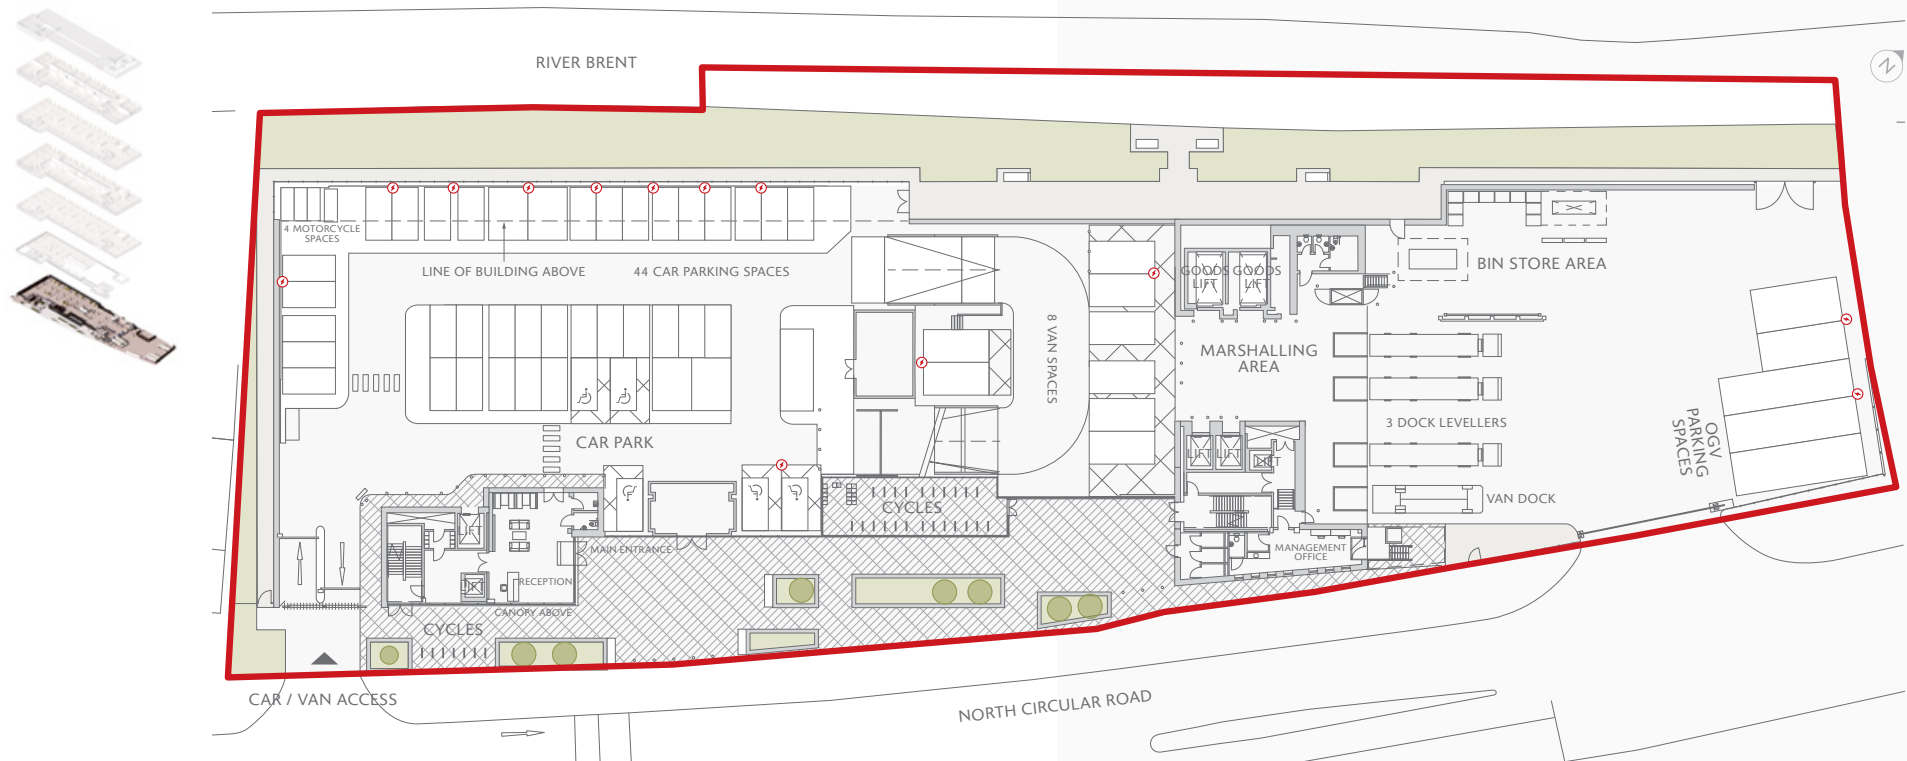 RIVER BRENT
N
4 MOTORCYCLE
SPACES
LINE OF BUILDING ABOVE
44 CAR PARKING SPACES
GOODS
LIFT
GOODS
LIFT
BIN STORE AREA
8 VAN SPACES
MARSHALLING
AREA
3 DOCK LEVELLERS
OGV
PARKING
SPACES
CAR PARK
LIFT
LIFT
LIFT
VAN DOCK
CYCLES
LIFT
MAIN ENTRANCE
MANAGEMENT
OFFICE
LIFT
RECEPTION
CANOPY ABOVE
CYCLES
CAR / VAN ACCESS
NORTH CIRCULAR ROAD